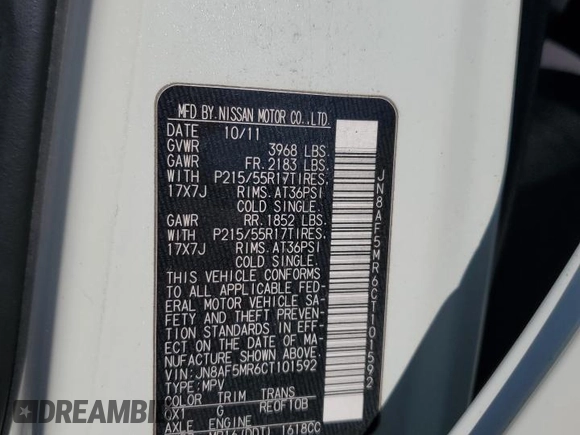 MFD BY. NISSAN MOTOR CO., LTD.
DATE 10/11
GVWR 3968 LBS.
GAWR FR. 2183 LBS.
WITH P215/55R17TIRES.
17X7J RIMS. AT36PSI
COLD SINGLE.
GAWR RR. 1852 LBS.
WITH P215/55R17TIRES.
17X7J RIMS. AT36PSI
COLD SINGLE.
THIS VEHICLE CONFORMS
TO ALL APPLICABLE FED-
ERAL MOTOR VEHICLE SA-
FETY AND THEFT PREVEN-
TION STANDARDS IN EFF-
ECT ON THE DATE OF MA-
NUFACTURE SHOWN ABOVE.
VIN: JN8AF5MR6CT101592
TYPE: MPV
COLOR TRIM TRANS
QX1 G RE0F10B
AXLE ENGINE
MR16/DDTI 1618CC
JN8AF5MR6CT101592
DREAMBID